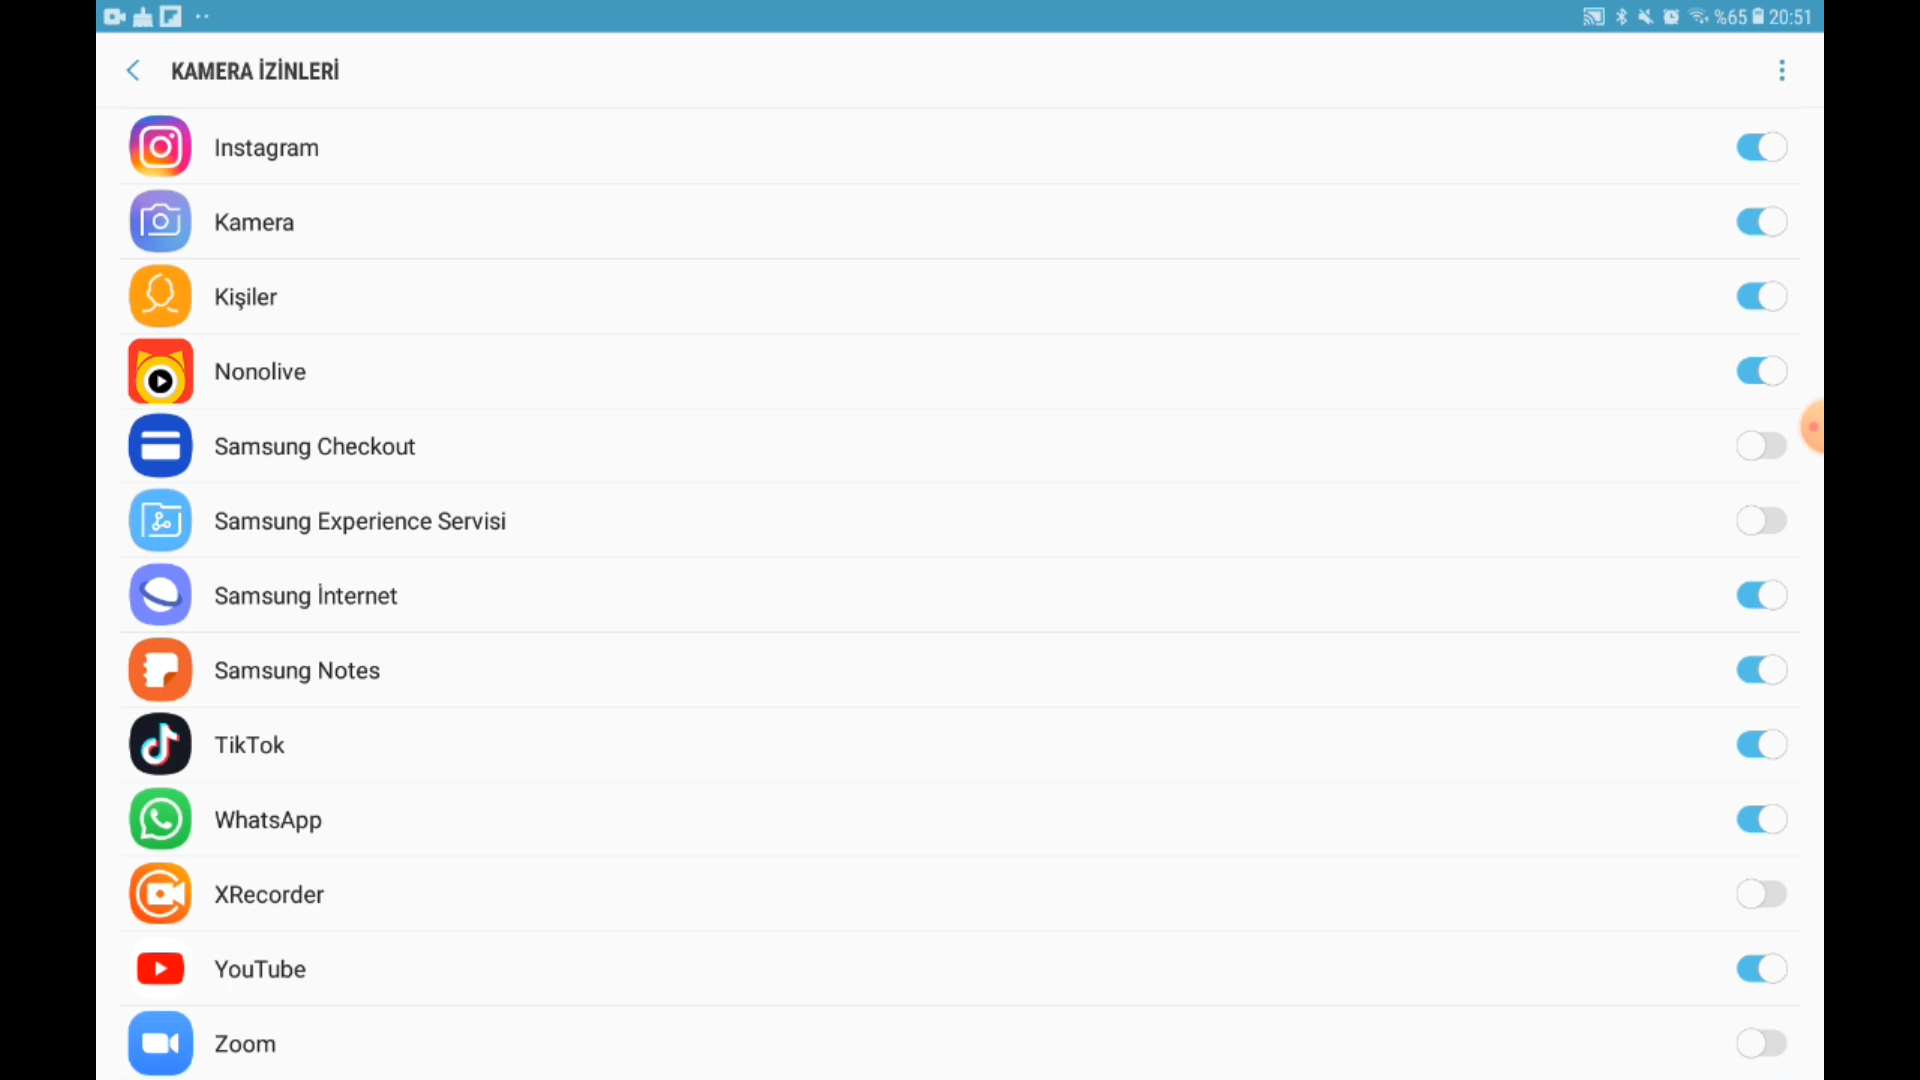 %65 20:51
KAMERA İZİNLERİ
Instagram
Kamera
Kişiler
Nonolive
Samsung Checkout
Samsung Experience Servisi
Samsung İnternet
Samsung Notes
TikTok
WhatsApp
XRecorder
YouTube
Zoom